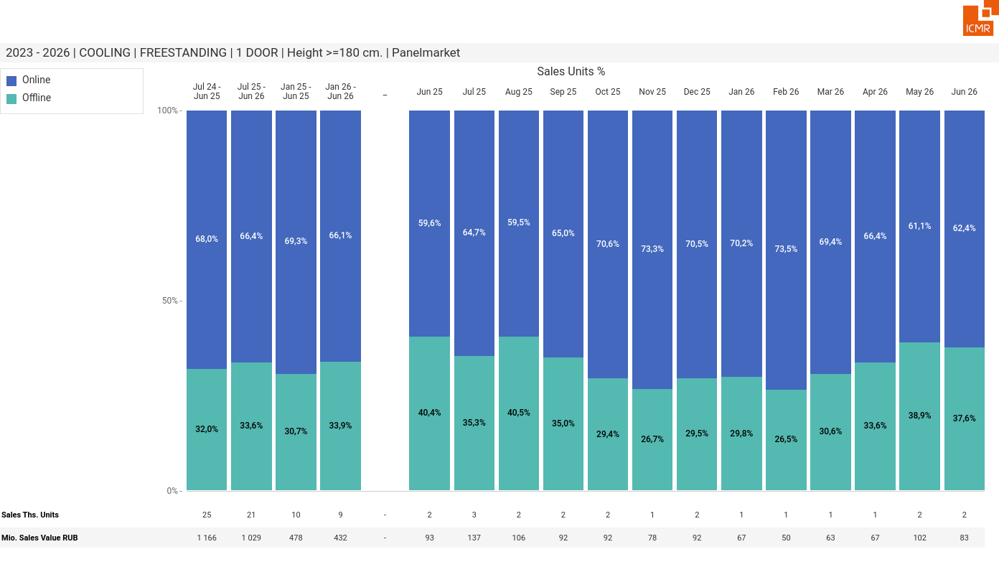 ICMR
2023 - 2026 | COOLING | FREESTANDING | 1 DOOR | Height >=180 cm. | Panelmarket
Online
Offline
Sales Units %
Jul 24 - Jul 25 - Jan 25 - Jan 26 -
Jun 25 Jun 26 Jun 25 Jun 26 – Jun 25 Jul 25 Aug 25 Sep 25 Oct 25 Nov 25 Dec 25 Jan 26 Feb 26 Mar 26 Apr 26 May 26 Jun 26
100%
68,0% 66,4% 69,3% 66,1% 59,6% 64,7% 59,5% 65,0% 70,6% 73,3% 70,5% 70,2% 73,5% 69,4% 66,4% 61,1% 62,4%
50%
32,0% 33,6% 30,7% 33,9% 40,4% 35,3% 40,5% 35,0% 29,4% 26,7% 29,5% 29,8% 26,5% 30,6% 33,6% 38,9% 37,6%
0%
Sales Ths. Units 25 21 10 9 - 2 3 2 2 2 1 2 1 1 1 1 2 2
Mio. Sales Value RUB 1 166 1 029 478 432 - 93 137 106 92 92 78 92 67 50 63 67 102 83